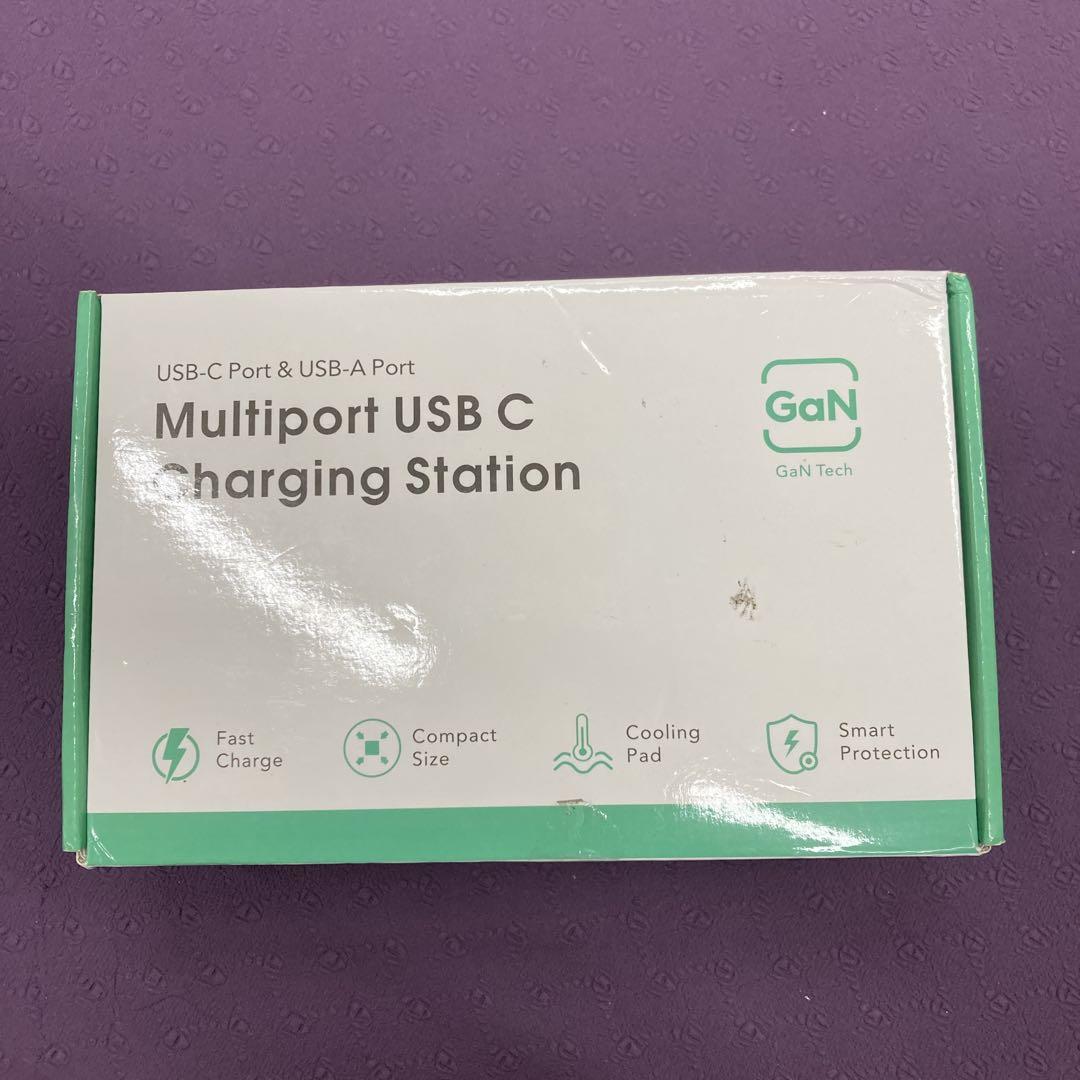 USB-C Port & USB-A Port
Multiport USB C
Charging Station
GaN
GaN Tech
Fast
Charge
Compact
Size
Cooling
Pad
Smart
Protection